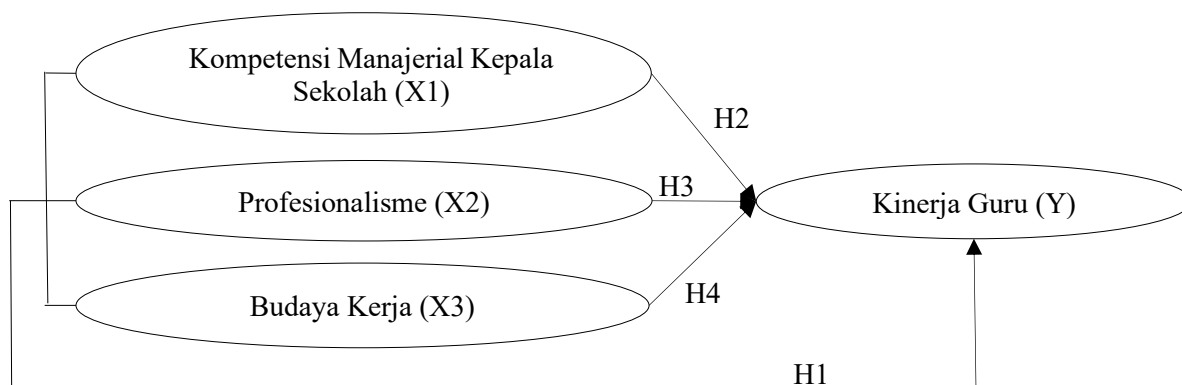 Kompetensi Manajerial Kepala
Sekolah (X1)
H2
Profesionalisme (X2)
H3
Kinerja Guru (Y)
Budaya Kerja (X3)
H4
H1